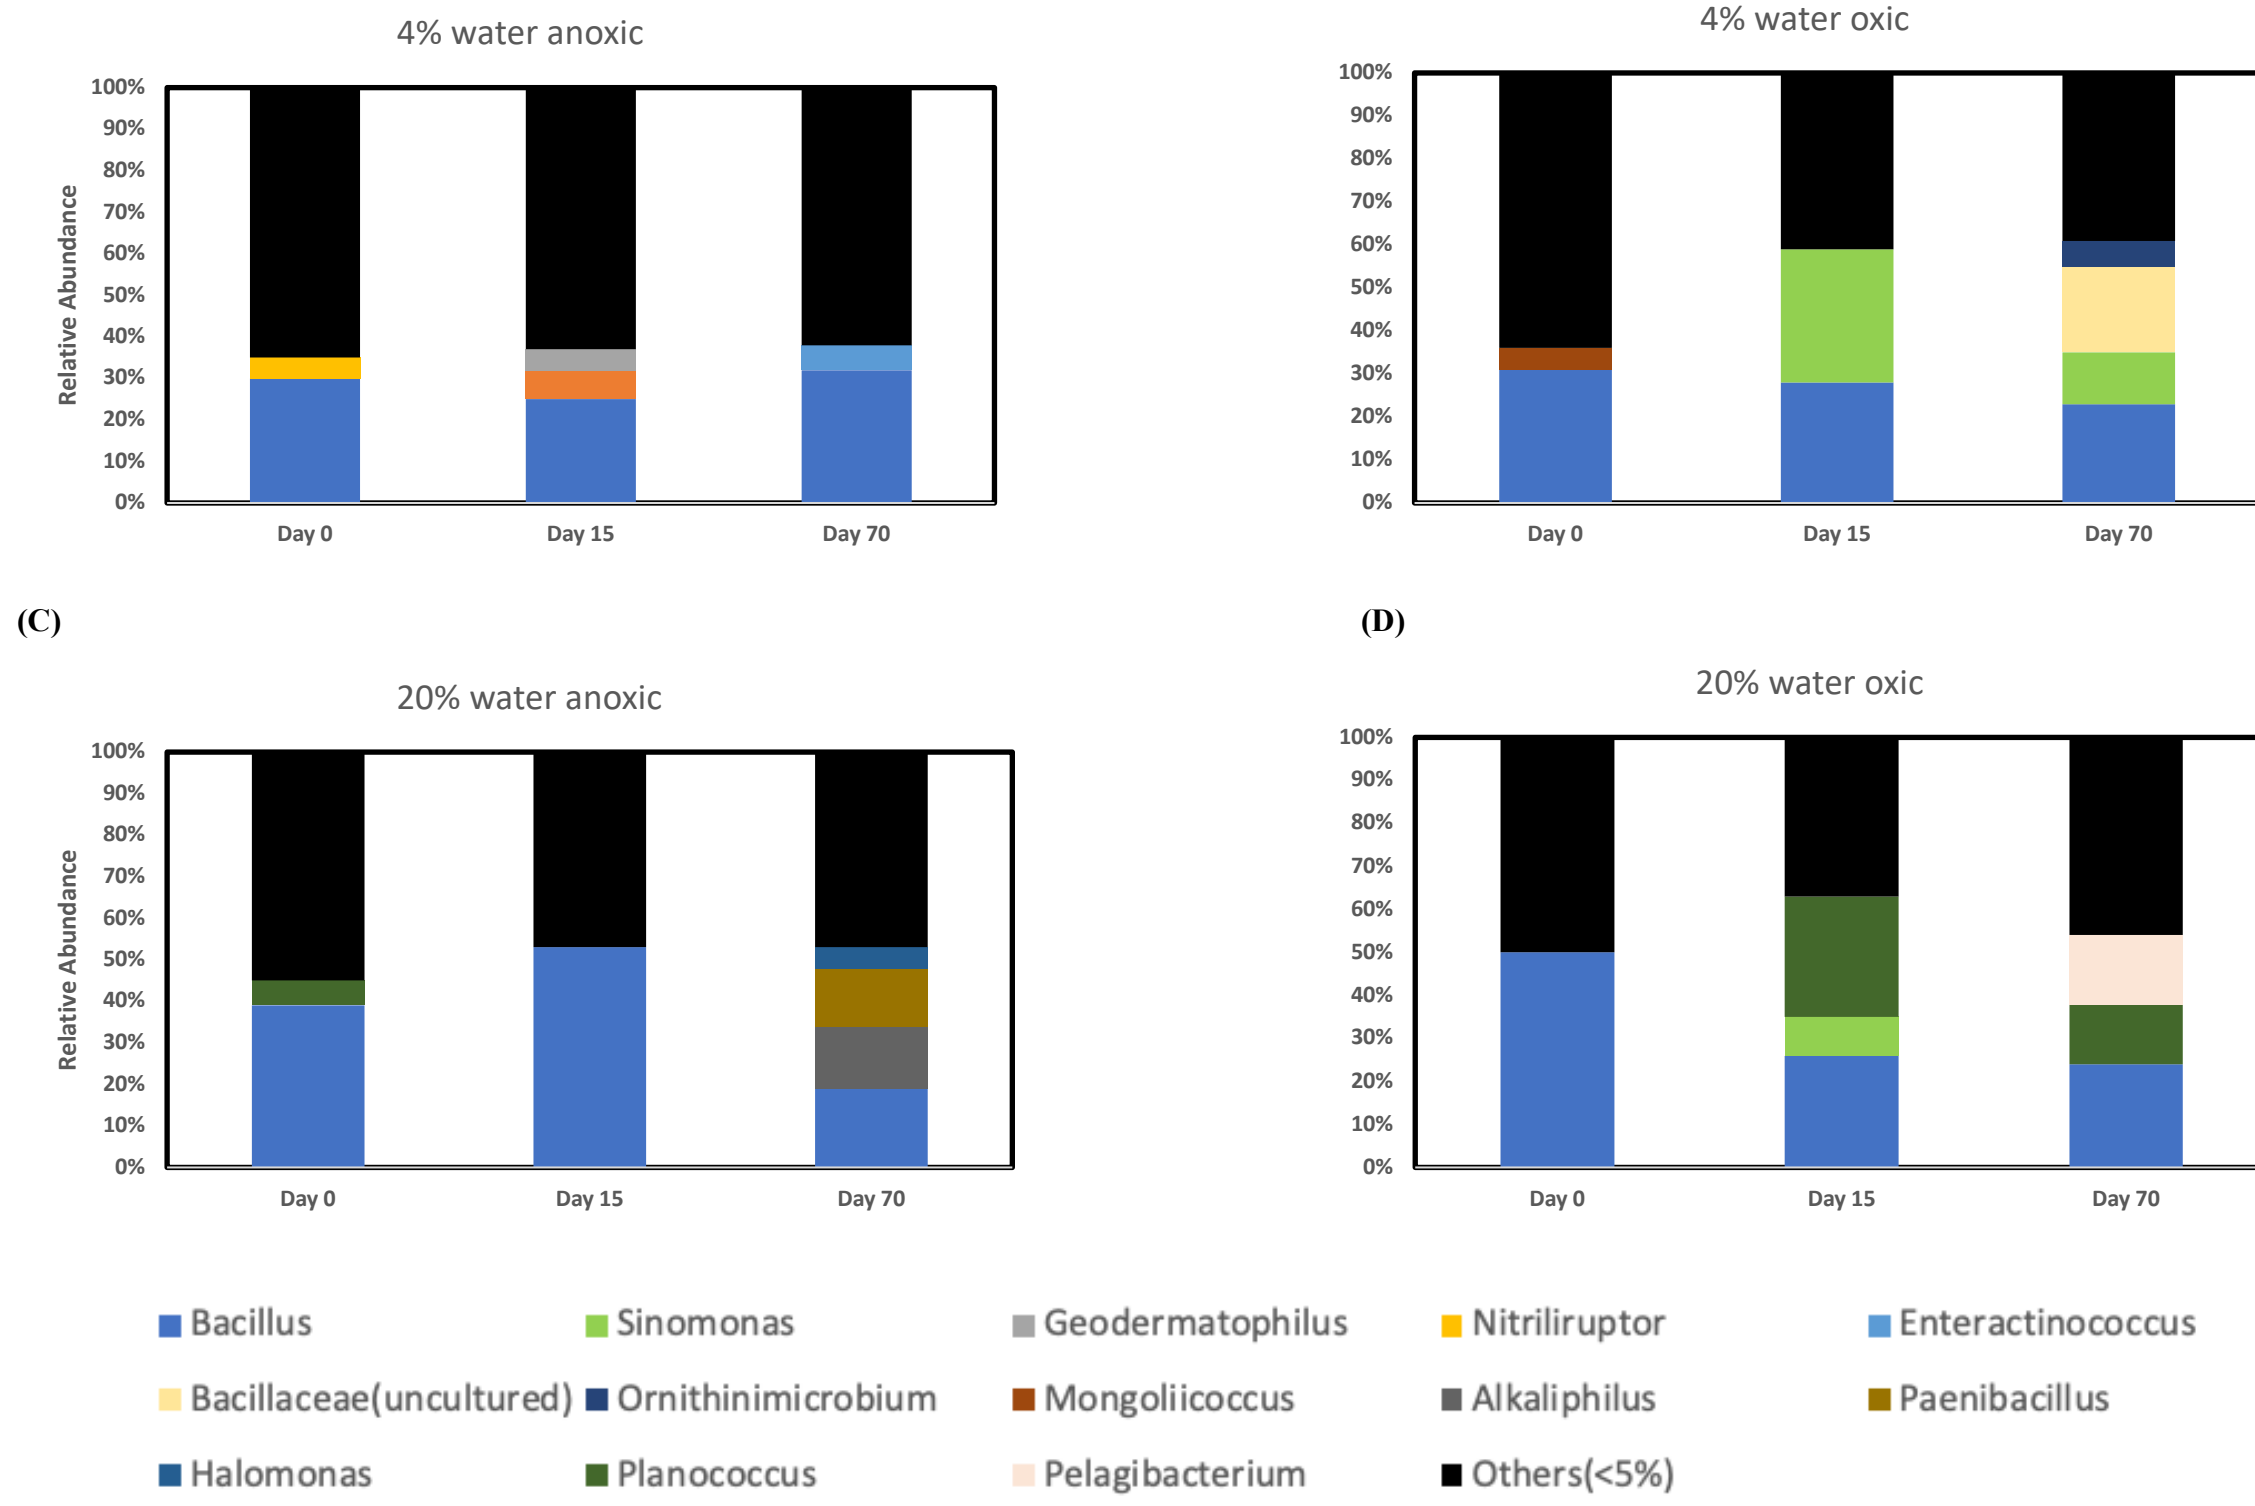 4% water anoxic
4% water oxic
100%
90%
80%
70%
60%
50%
40%
30%
20%
10%
0%
Relative Abundance
Day 0 Day 15 Day 70
100%
90%
80%
70%
60%
50%
40%
30%
20%
10%
0%
Day 0 Day 15 Day 70
(C)
(D)
20% water anoxic
20% water oxic
100%
90%
80%
70%
60%
50%
40%
30%
20%
10%
0%
Relative Abundance
Day 0 Day 15 Day 70
100%
90%
80%
70%
60%
50%
40%
30%
20%
10%
0%
Day 0 Day 15 Day 70
Bacillus Sinomonas Geodermatophilus Nitriliruptor Enteractinococcus
Bacillaceae(uncultured) Ornithinimicrobium Mongoliicoccus Alkaliphilus Paenibacillus
Halomonas Planococcus Pelagibacterium Others(<5%)